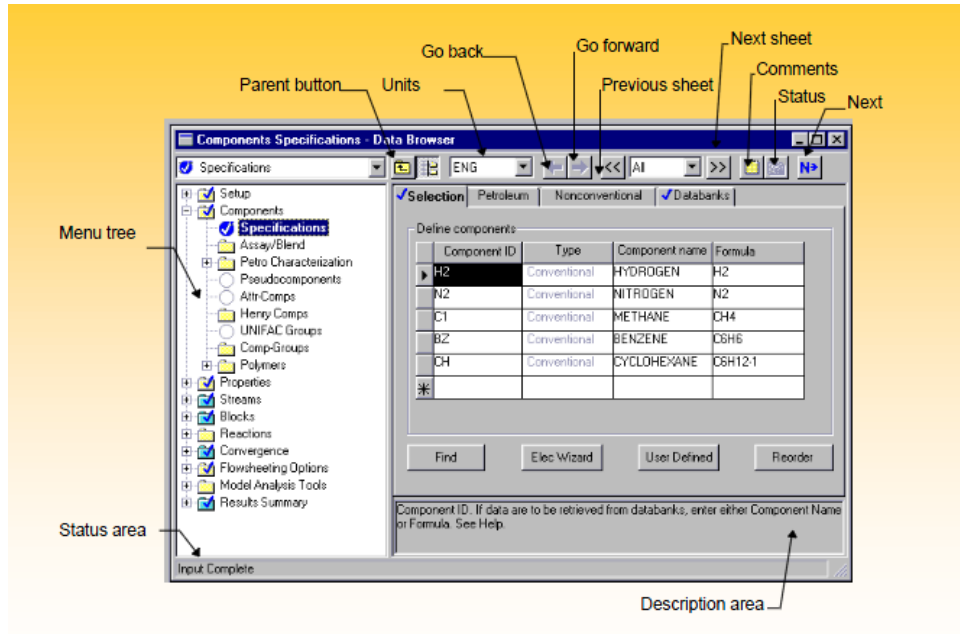 Next sheet
Go forward
Go back
Comments
Parent button
Units
Previous sheet
Status
Next
Components Specifications - Data Browser
Specifications
ENG
<<
All
>>
N
Menu tree
Setup
Components
Specifications
Assay/Blend
Petro Characterization
Pseudocomponents
Attr-Comps
Henry Comps
UNIFAC Groups
Comp-Groups
Polymers
Properties
Streams
Blocks
Reactions
Convergence
Flowsheeting Options
Model Analysis Tools
Results Summary
Selection Petroleum Nonconventional Databanks
Define components
Component ID Type Component name Formula
H2 Conventional HYDROGEN H2
N2 Conventional NITROGEN N2
C1 Conventional METHANE CH4
BZ Conventional BENZENE C6H6
CH Conventional CYCLOHEXANE C6H12-1
Find Elec Wizard User Defined Reorder
Component ID. If data are to be retrieved from databanks, enter either Component Name
or Formula. See Help.
Status area
Input Complete
Description area